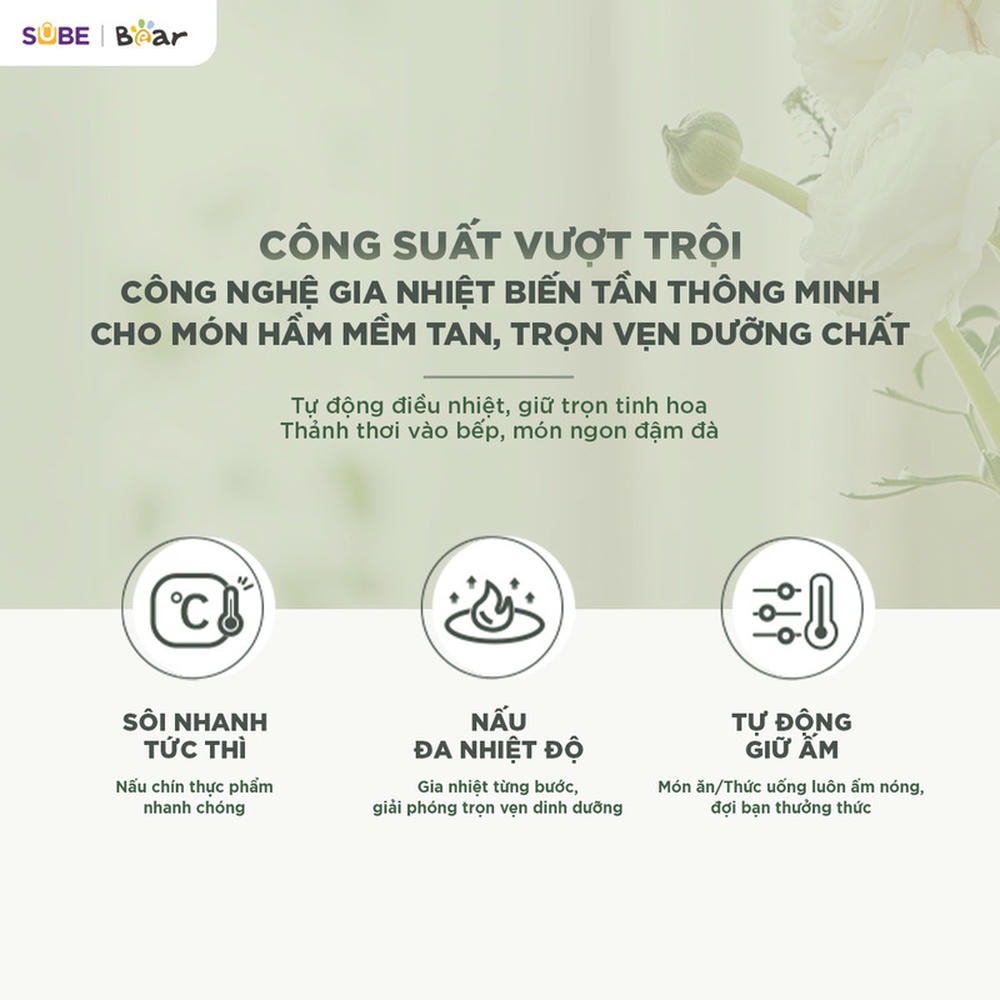 SUBE | Bear
CÔNG SUẤT VƯỢT TRỘI
CÔNG NGHỆ GIA NHIỆT BIẾN TẦN THÔNG MINH
CHO MÓN HẦM MỀM TAN, TRỌN VẸN DƯỠNG CHẤT
Tự động điều nhiệt, giữ trọn tinh hoa
Thảnh thơi vào bếp, món ngon đậm đà
°C
SÔI NHANH
TỨC THÌ
Nấu chín thực phẩm
nhanh chóng
NẤU
ĐA NHIỆT ĐỘ
Gia nhiệt từng bước,
giải phóng trọn vẹn dinh dưỡng
TỰ ĐỘNG
GIỮ ẤM
Món ăn/Thức uống luôn ấm nóng,
đợi bạn thưởng thức